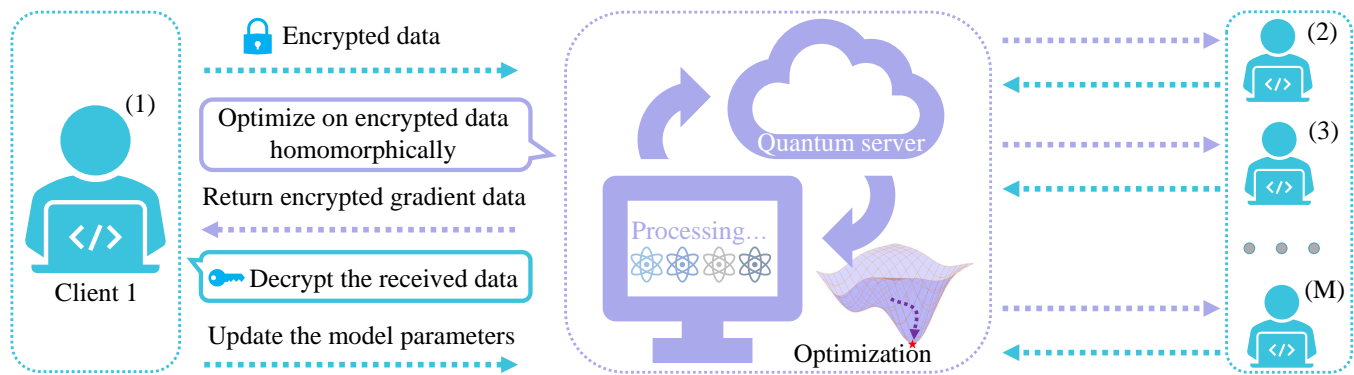 (1)
</>
Client 1
Encrypted data
Optimize on encrypted data
homomorphically
Return encrypted gradient data
Decrypt the received data
Update the model parameters
Quantum server
Processing...
Optimization
(2)
</>
(3)
</>
(M)
</>